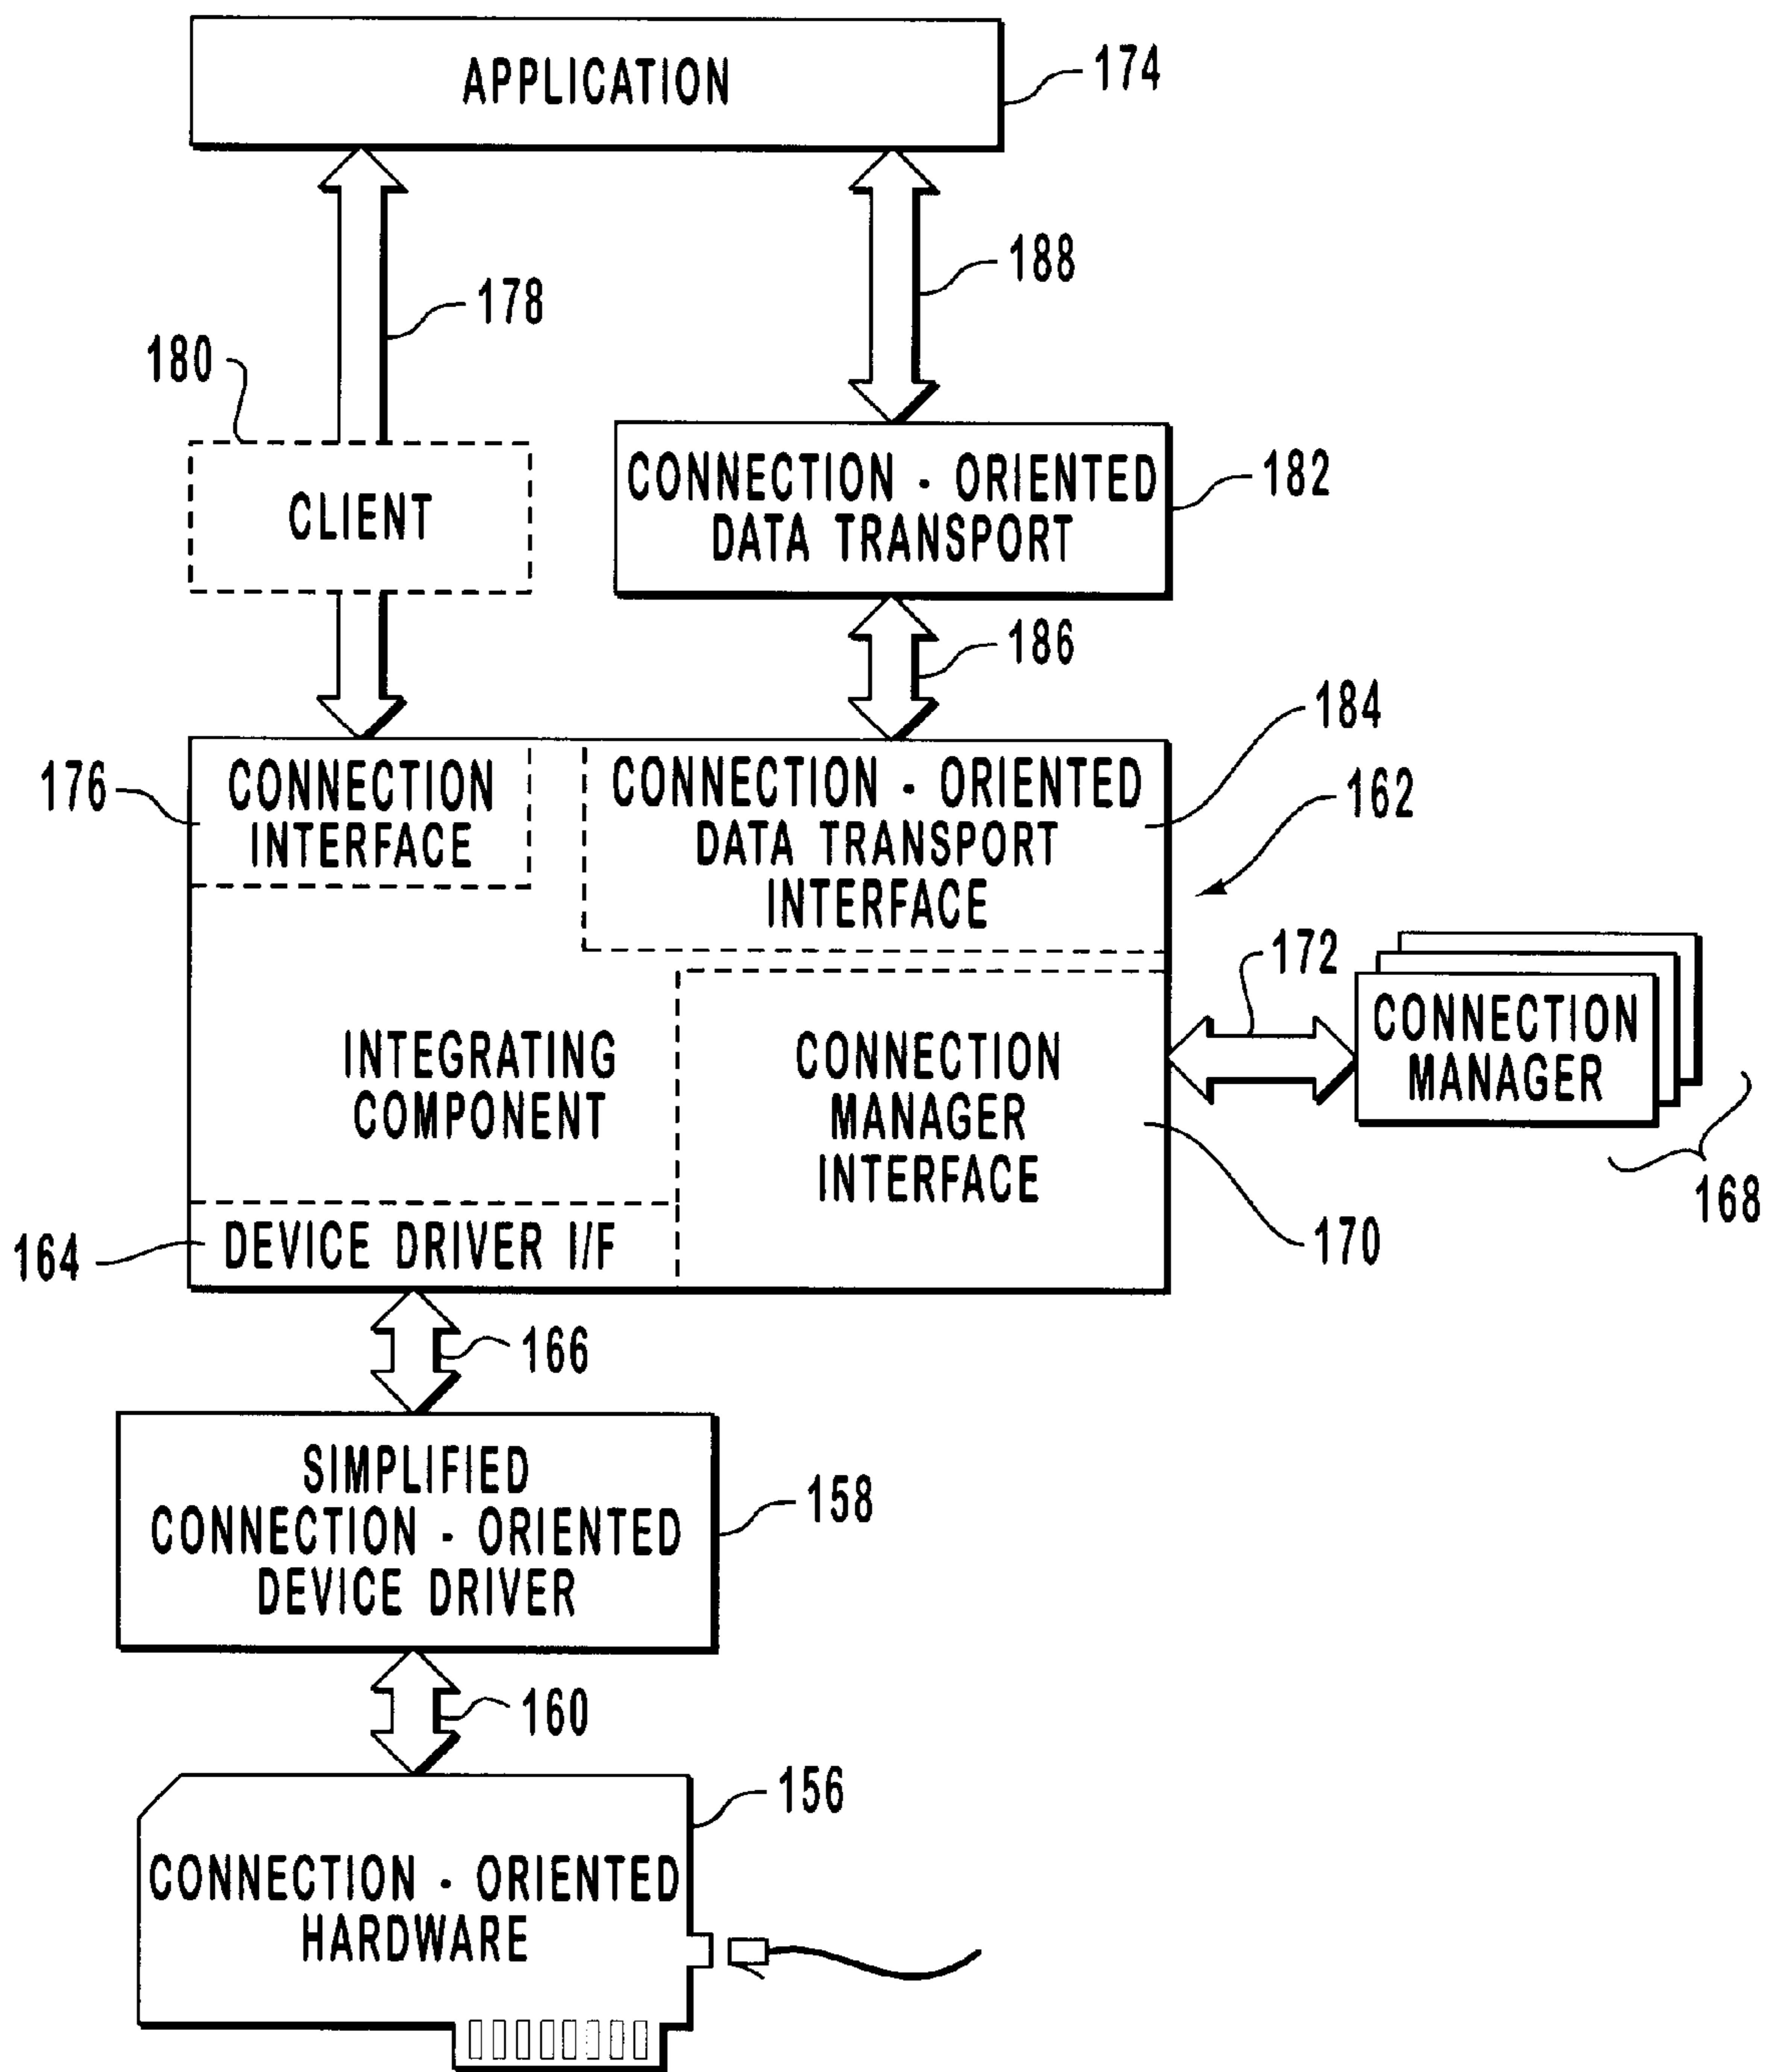 APPLICATION
174
188
178
180
CLIENT
CONNECTION - ORIENTED
DATA TRANSPORT
182
186
184
176
CONNECTION
INTERFACE
CONNECTION - ORIENTED
DATA TRANSPORT
INTERFACE
162
172
CONNECTION
MANAGER
168
INTEGRATING
COMPONENT
CONNECTION
MANAGER
INTERFACE
170
164
DEVICE DRIVER I/F
166
SIMPLIFIED
CONNECTION - ORIENTED
DEVICE DRIVER
158
160
156
CONNECTION - ORIENTED
HARDWARE